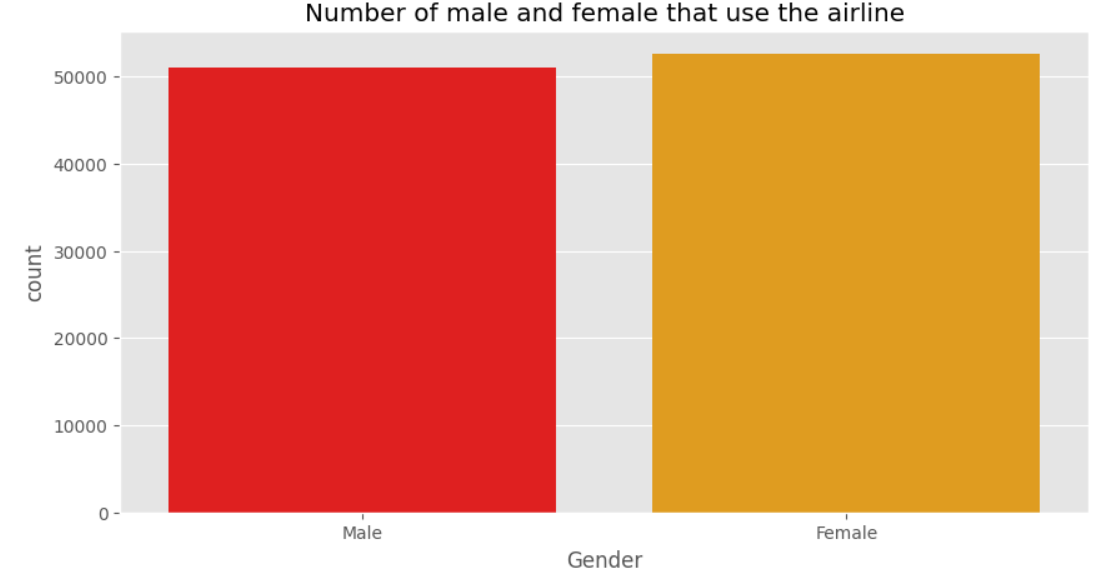 Number of male and female that use the airline
50000
40000
30000
20000
10000
0
count
Male Female
Gender